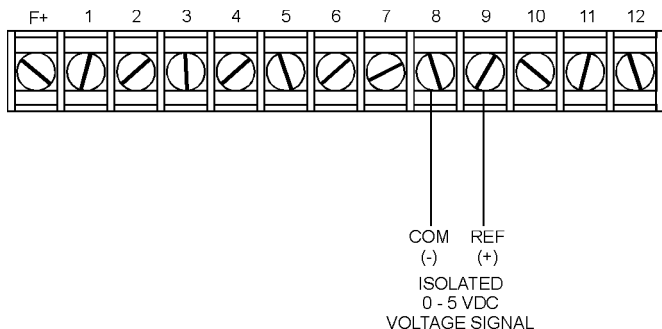 F+ 1 2 3 4 5 6 7 8 9 10 11 12
COM REF
(-) (+)
ISOLATED
0 - 5 VDC
VOLTAGE SIGNAL